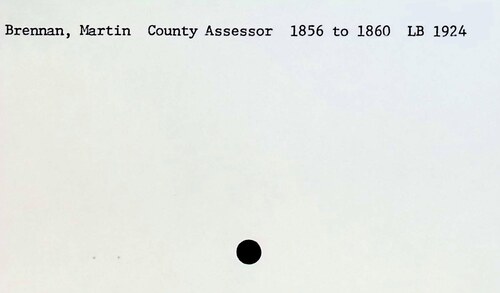 Brennan, Martin County Assessor 1856 to 1860 LB 1924